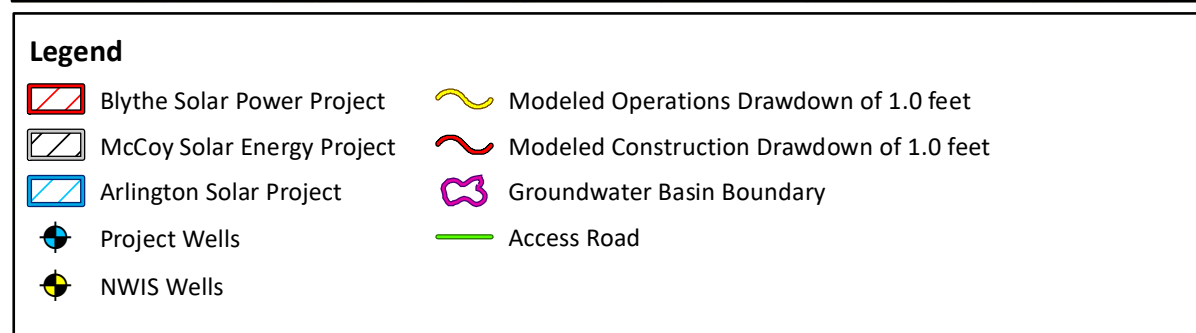 Legend
Blythe Solar Power Project
McCoy Solar Energy Project
Arlington Solar Project
Project Wells
NWIS Wells
Modeled Operations Drawdown of 1.0 feet
Modeled Construction Drawdown of 1.0 feet
Groundwater Basin Boundary
Access Road